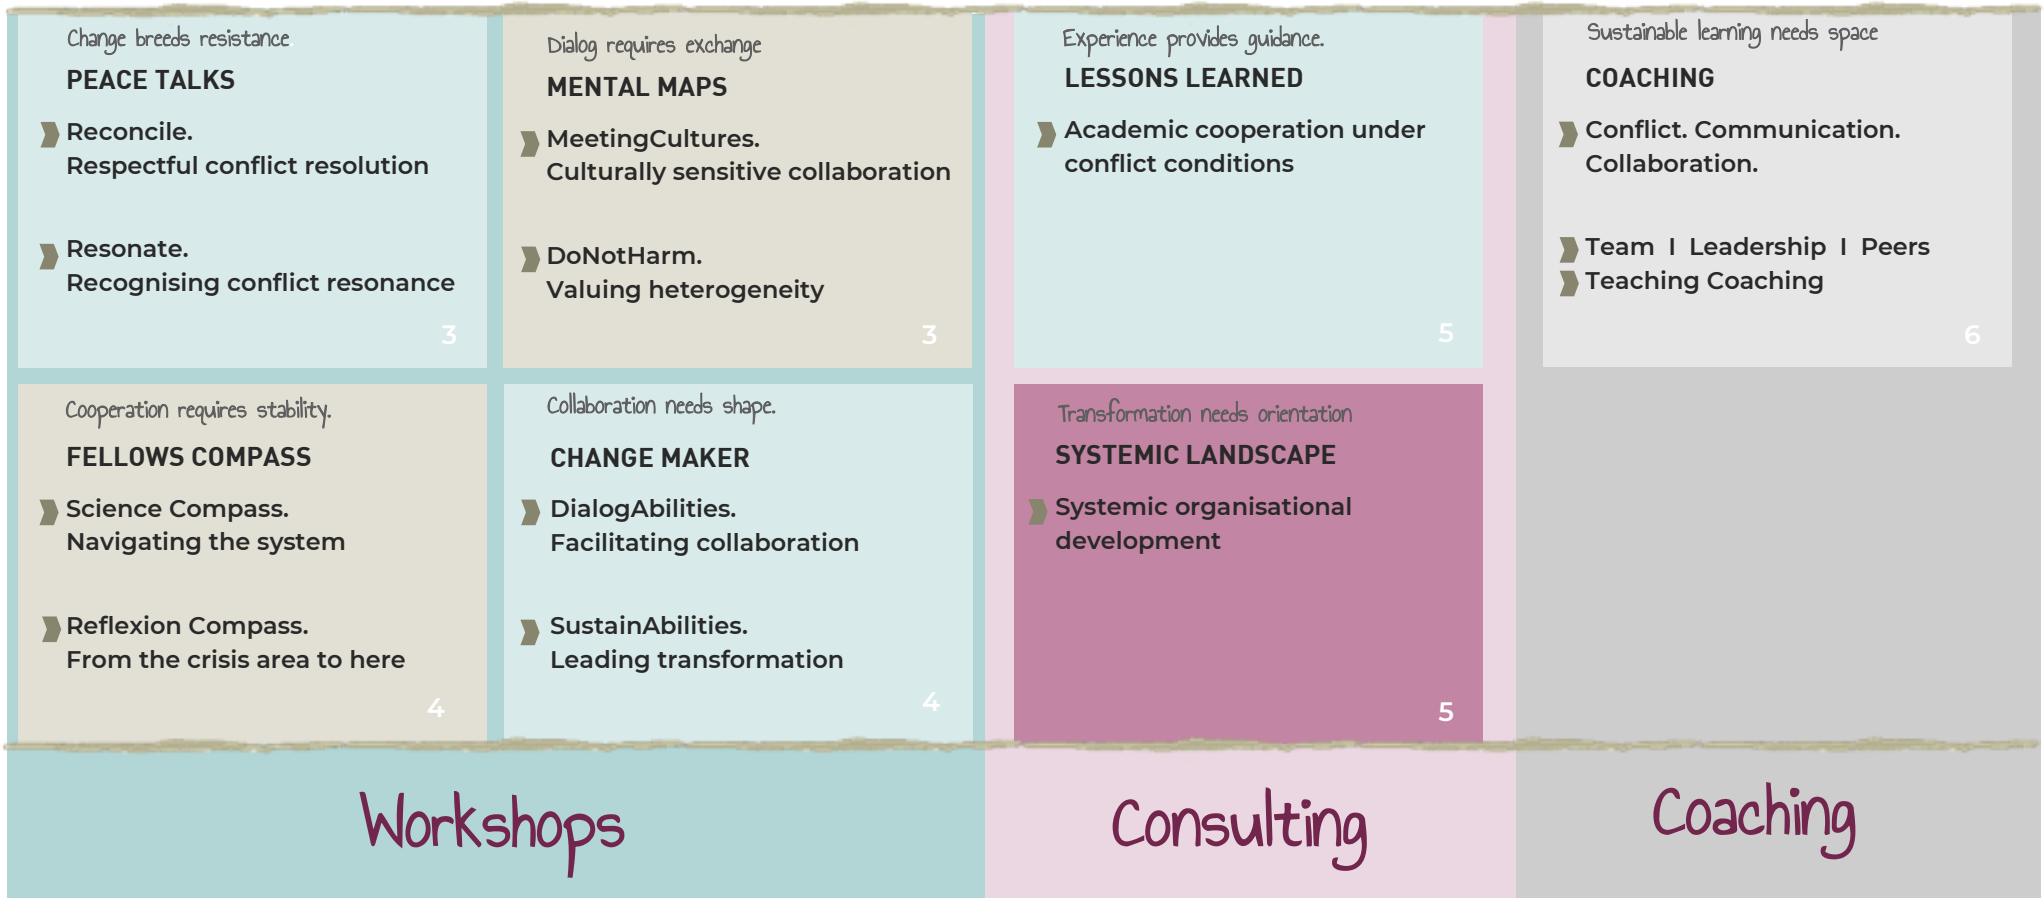 Change breeds resistance
PEACE TALKS
Reconcile.
Respectful conflict resolution
Resonate.
Recognising conflict resonance
3
Dialog requires exchange
MENTAL MAPS
MeetingCultures.
Culturally sensitive collaboration
DoNotHarm.
Valuing heterogeneity
3
Experience provides guidance.
LESSONS LEARNED
Academic cooperation under
conflict conditions
5
Sustainable learning needs space
COACHING
Conflict. Communication.
Collaboration.
Team I Leadership I Peers
Teaching Coaching
6
Cooperation requires stability.
FELLOWS COMPASS
Science Compass.
Navigating the system
Reflexion Compass.
From the crisis area to here
4
Collaboration needs shape.
CHANGE MAKER
DialogAbilities.
Facilitating collaboration
SustainAbilities.
Leading transformation
4
Transformation needs orientation
SYSTEMIC LANDSCAPE
Systemic organisational
development
5
Workshops
Consulting
Coaching